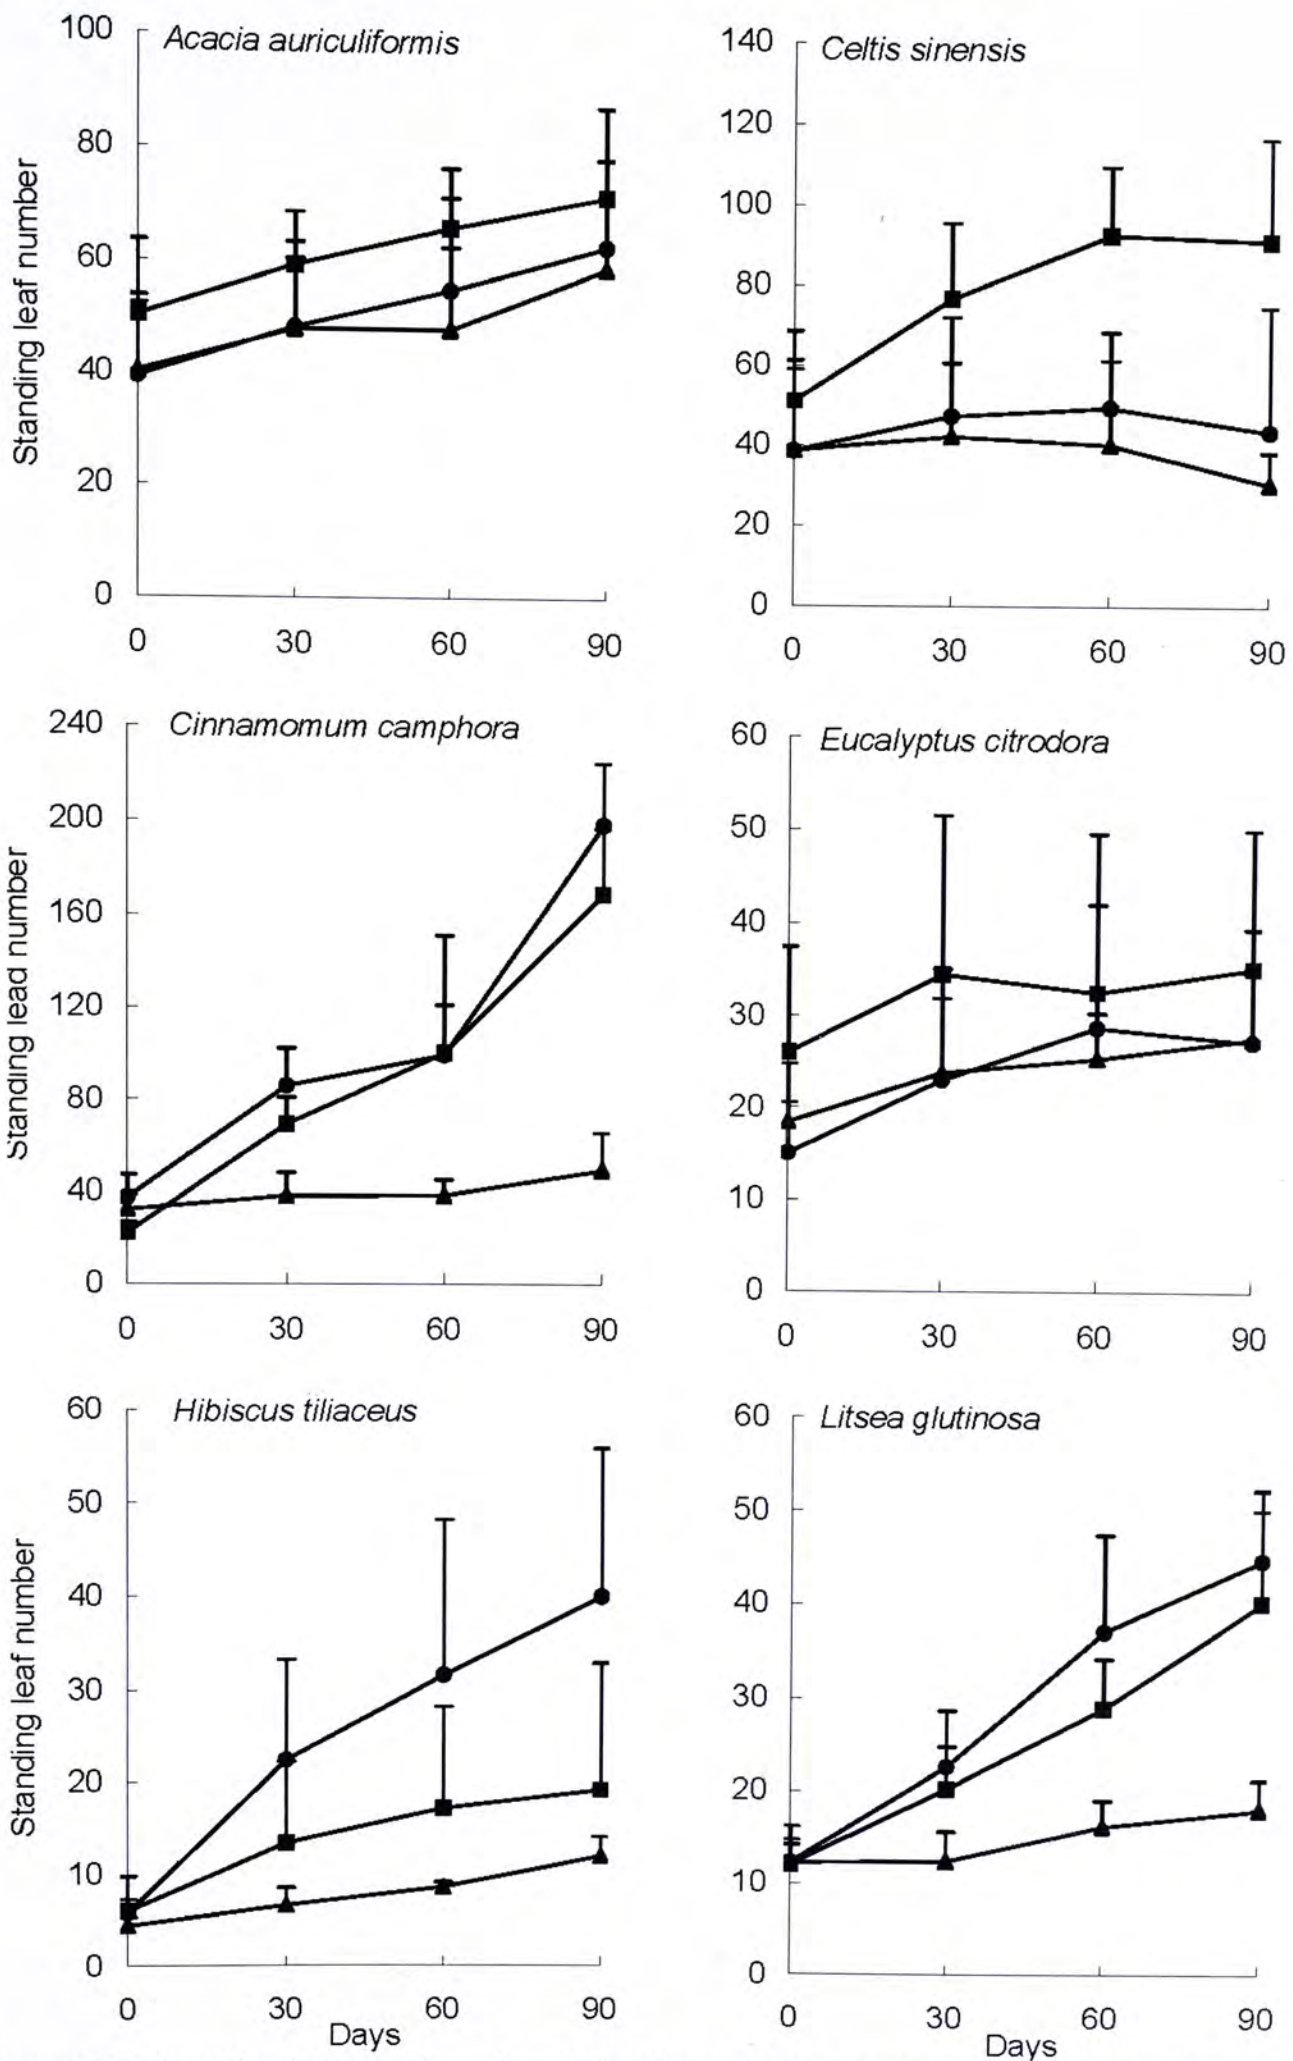 Acacia auriculiformis
100
80
60
40
20
0
0 30 60 90
Standing leaf number
Celtis sinensis
140
120
100
80
60
40
20
0
0 30 60 90
Cinnamomum camphora
240
200
160
120
80
40
0
0 30 60 90
Standing lead number
Eucalyptus citrodora
60
50
40
30
20
10
0
0 30 60 90
Hibiscus tiliaceus
60
50
40
30
20
10
0
0 30 60 90
Standing leaf number
Days
Litsea glutinosa
60
50
40
30
20
10
0
0 30 60 90
Days